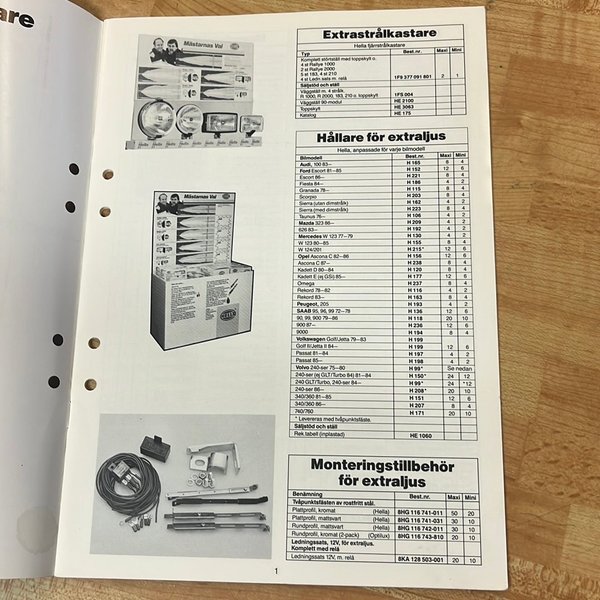 are
Mästarnas Val
Mästarnas Val
Extrastrålkastare
Hella fjärrstrålkastare
Typ Best.nr. Maxi Mini
Komplett störtställ med toppskylt o.
4 st Rallye 1000
2 st Rallye 2000
5 st 183, 4 st 210
4 st Ledn.sats m. relä 1F9 377 091 801 2 1
Säljstöd och ställ
Väggställ m. 4 strålk.
R 1000, R 2000, 183, 210 o. toppskylt 1FS 004
Väggställ 90-modul HE 2100
Toppskylt HE 3063
Katalog HE 175
Hållare för extraljus
Hella, anpassade för varje bilmodell
Bilmodell Best.nr. Maxi Mini
Audi, 100 83– H 165 8 4
Ford Escort 81–85 H 152 12 6
Escort 86– H 221 8 4
Fiesta 84– H 186 4 2
Granada 78– H 115 8 4
Scorpio H 203 8 4
Sierra (utan dimstrålk) H 162 4 2
Sierra (med dimstrålk) H 223 8 4
Taunus 76– H 106 4 2
Mazda 323 86– H 209 4 2
626 83– H 192 4 2
Mercedes W 123 77–79 H 130 4 2
W 123 80–85 H 155 8 4
W 124/201 H 215* 12 6
Opel Ascona C 82–86 H 156 12 6
Ascona C 87– H 238 8 4
Kadett D 80–84 H 120 8 4
Kadett E (ej GSI) 85– H 177 12 6
Omega H 237 8 4
Rekord 78–82 H 116 4 2
Rekord 83– H 163 8 4
Peugeot, 205 H 193 4 2
SAAB 95, 96, 99 72–78 H 136 12 6
90, 99, 900 79–86 H 118 20 10
900 87– H 236 12 6
9000 H 194 8 4
Volkswagen Golf/Jetta 79–83 H 199
Golf II/Jetta II 84– H 199 12 6
Passat 81–84 H 197 4 2
Passat 85– H 198 4 2
Volvo 240-ser 75–80 H 99* Se nedan
240-ser (ej GLT/Turbo 84) 81–84 H 150* 24 12
240 GLT/Turbo, 240-ser 84– H 99* *24 *12
240-ser 86– H 208* 20 10
340/360 81–85 H 151 12 6
340/360 86– H 207 8 4
740/760 H 171 20 10
* Levereras med tvåpunktsfäste.
Säljstöd och ställ
Rek.tabell (inplastad) HE 1060
Monteringstillbehör
för extraljus
Benämning Best.nr. Maxi Mini
Tvåpunktsfästen av rostfritt stål.
Plattprofil, kromat (Hella) 8HG 116 741-011 50 20
Plattprofil, mattsvart (Hella) 8HG 116 741-031 30 10
Rundprofil, mattsvart (Hella) 8HG 116 742-011 30 10
Rundprofil, kromat (2-pack) (Optilux) 8HG 116 743-810 20 10
Ledningssats, 12V, för extraljus.
Komplett med relä
Ledningssats, 12V, m. relä 8KA 128 503-001 20 10
1